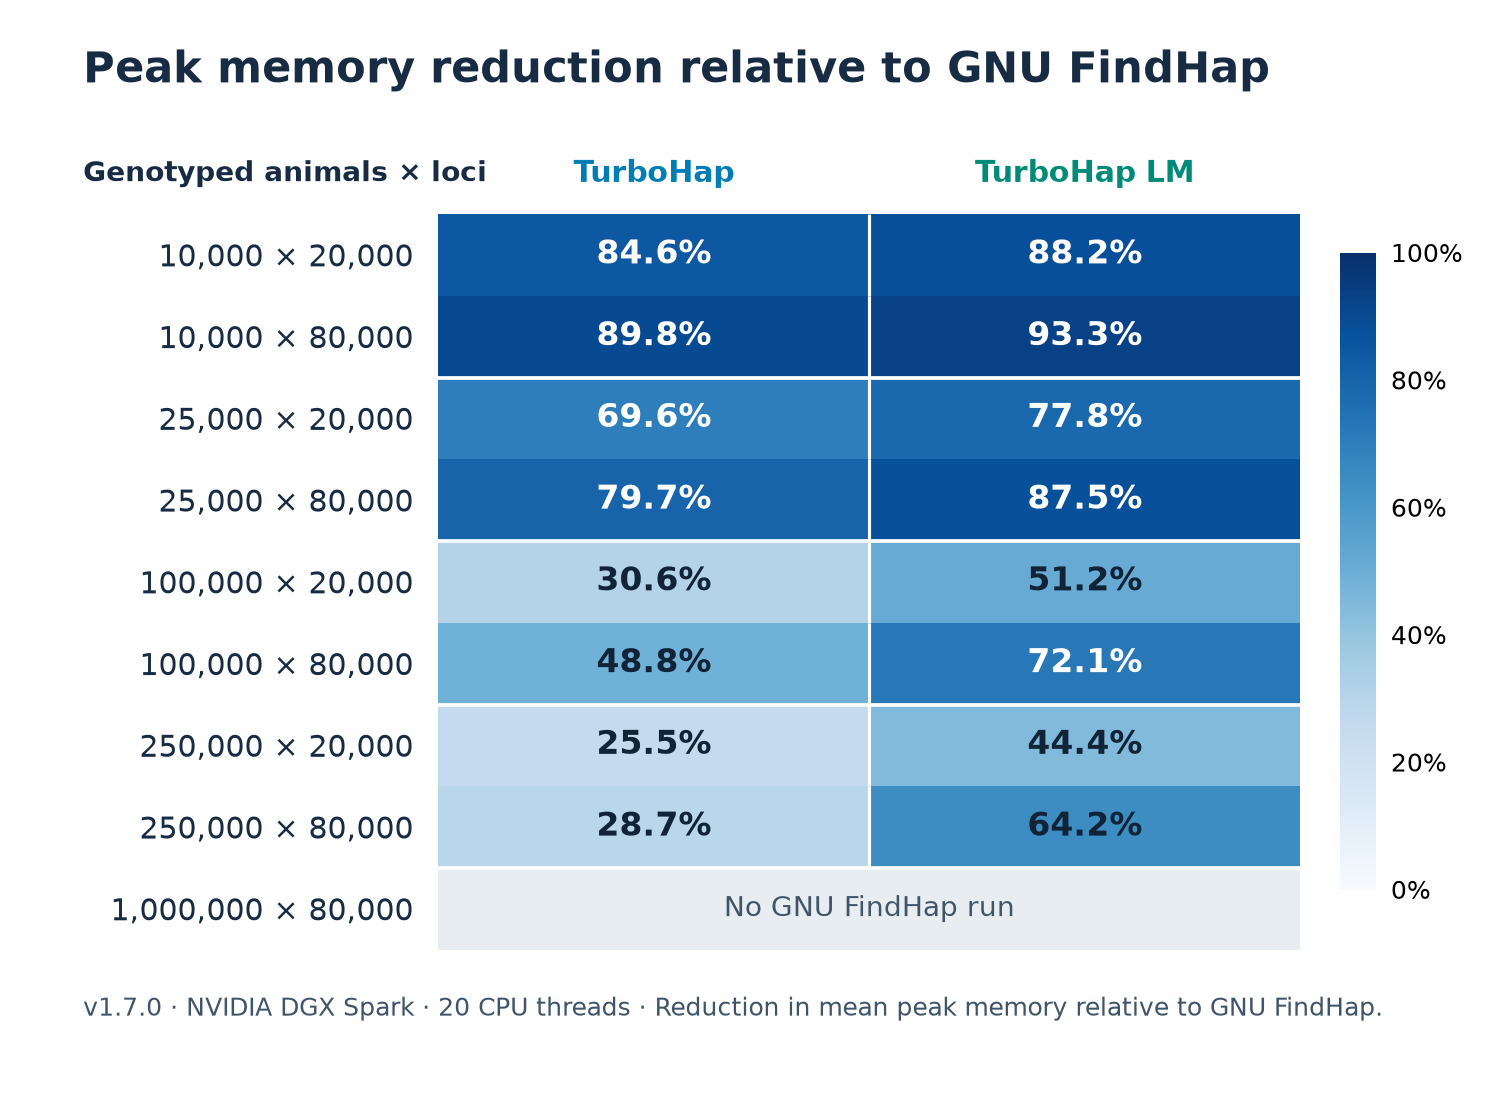 Peak memory reduction relative to GNU FindHap
Genotyped animals × loci TurboHap TurboHap LM
10,000 × 20,000 84.6% 88.2%
10,000 × 80,000 89.8% 93.3%
25,000 × 20,000 69.6% 77.8%
25,000 × 80,000 79.7% 87.5%
100,000 × 20,000 30.6% 51.2%
100,000 × 80,000 48.8% 72.1%
250,000 × 20,000 25.5% 44.4%
250,000 × 80,000 28.7% 64.2%
1,000,000 × 80,000 No GNU FindHap run
100%
80%
60%
40%
20%
0%
v1.7.0 · NVIDIA DGX Spark · 20 CPU threads · Reduction in mean peak memory relative to GNU FindHap.